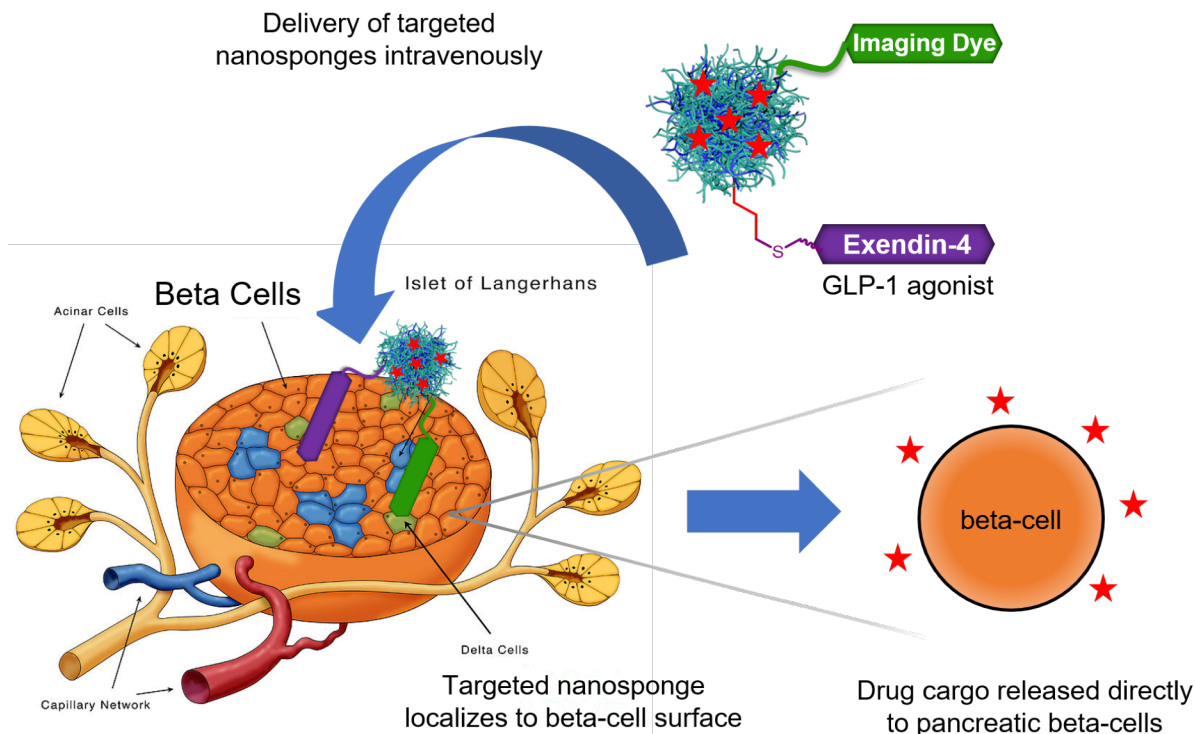 Delivery of targeted
nanosponges intravenously
Imaging Dye
S
Exendin-4
GLP-1 agonist
Beta Cells
Islet of Langerhans
Acinar Cells
beta-cell
Delta Cells
Capillary Network
Targeted nanosponge
localizes to beta-cell surface
Drug cargo released directly
to pancreatic beta-cells